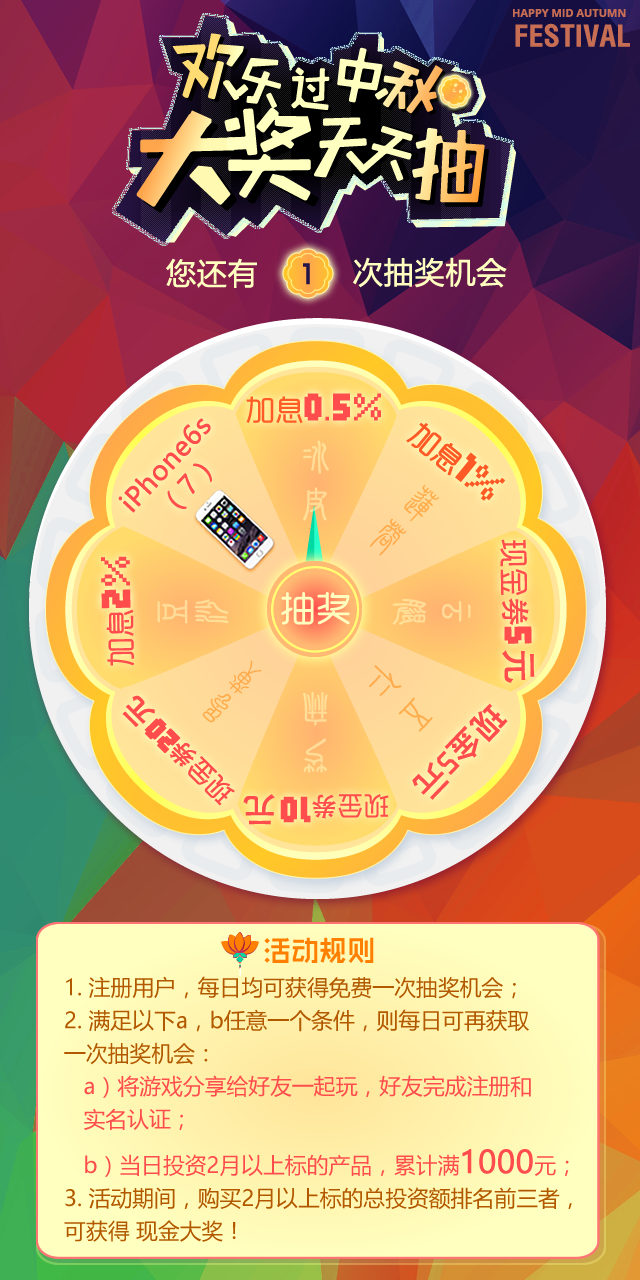 HAPPY MID AUTUMN
FESTIVAL
欢乐过中秋
大奖天天抽
您还有 1 次抽奖机会
加息0.5%
冰皮
加息1%
现金券5元
五仁
现金5元
现金券10元
现金券20元
豆沙
加息2%
iPhone6s
(7)
抽奖
活动规则
1. 注册用户，每日均可获得免费一次抽奖机会；
2. 满足以下a，b任意一个条件，则每日可再获取
一次抽奖机会：
a）将游戏分享给好友一起玩，好友完成注册和
实名认证；
b）当日投资2月以上标的产品，累计满1000元；
3. 活动期间，购买2月以上标的总投资额排名前三者，
可获得 现金大奖！